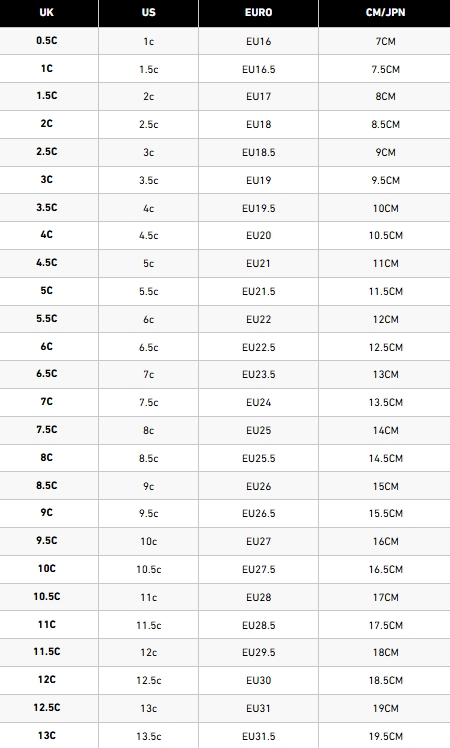 UK US EURO CM/JPN
0.5C 1c EU16 7CM
1C 1.5c EU16.5 7.5CM
1.5C 2c EU17 8CM
2C 2.5c EU18 8.5CM
2.5C 3c EU18.5 9CM
3C 3.5c EU19 9.5CM
3.5C 4c EU19.5 10CM
4C 4.5c EU20 10.5CM
4.5C 5c EU21 11CM
5C 5.5c EU21.5 11.5CM
5.5C 6c EU22 12CM
6C 6.5c EU22.5 12.5CM
6.5C 7c EU23.5 13CM
7C 7.5c EU24 13.5CM
7.5C 8c EU25 14CM
8C 8.5c EU25.5 14.5CM
8.5C 9c EU26 15CM
9C 9.5c EU26.5 15.5CM
9.5C 10c EU27 16CM
10C 10.5c EU27.5 16.5CM
10.5C 11c EU28 17CM
11C 11.5c EU28.5 17.5CM
11.5C 12c EU29.5 18CM
12C 12.5c EU30 18.5CM
12.5C 13c EU31 19CM
13C 13.5c EU31.5 19.5CM